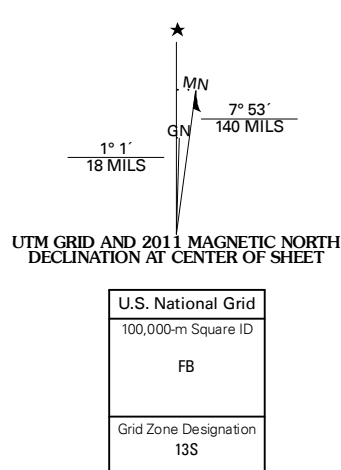 MN
GN
7° 53´
140 MILS
1° 1´
18 MILS
UTM GRID AND 2011 MAGNETIC NORTH
DECLINATION AT CENTER OF SHEET
U.S. National Grid
100,000-m Square ID
FB
Grid Zone Designation
13S